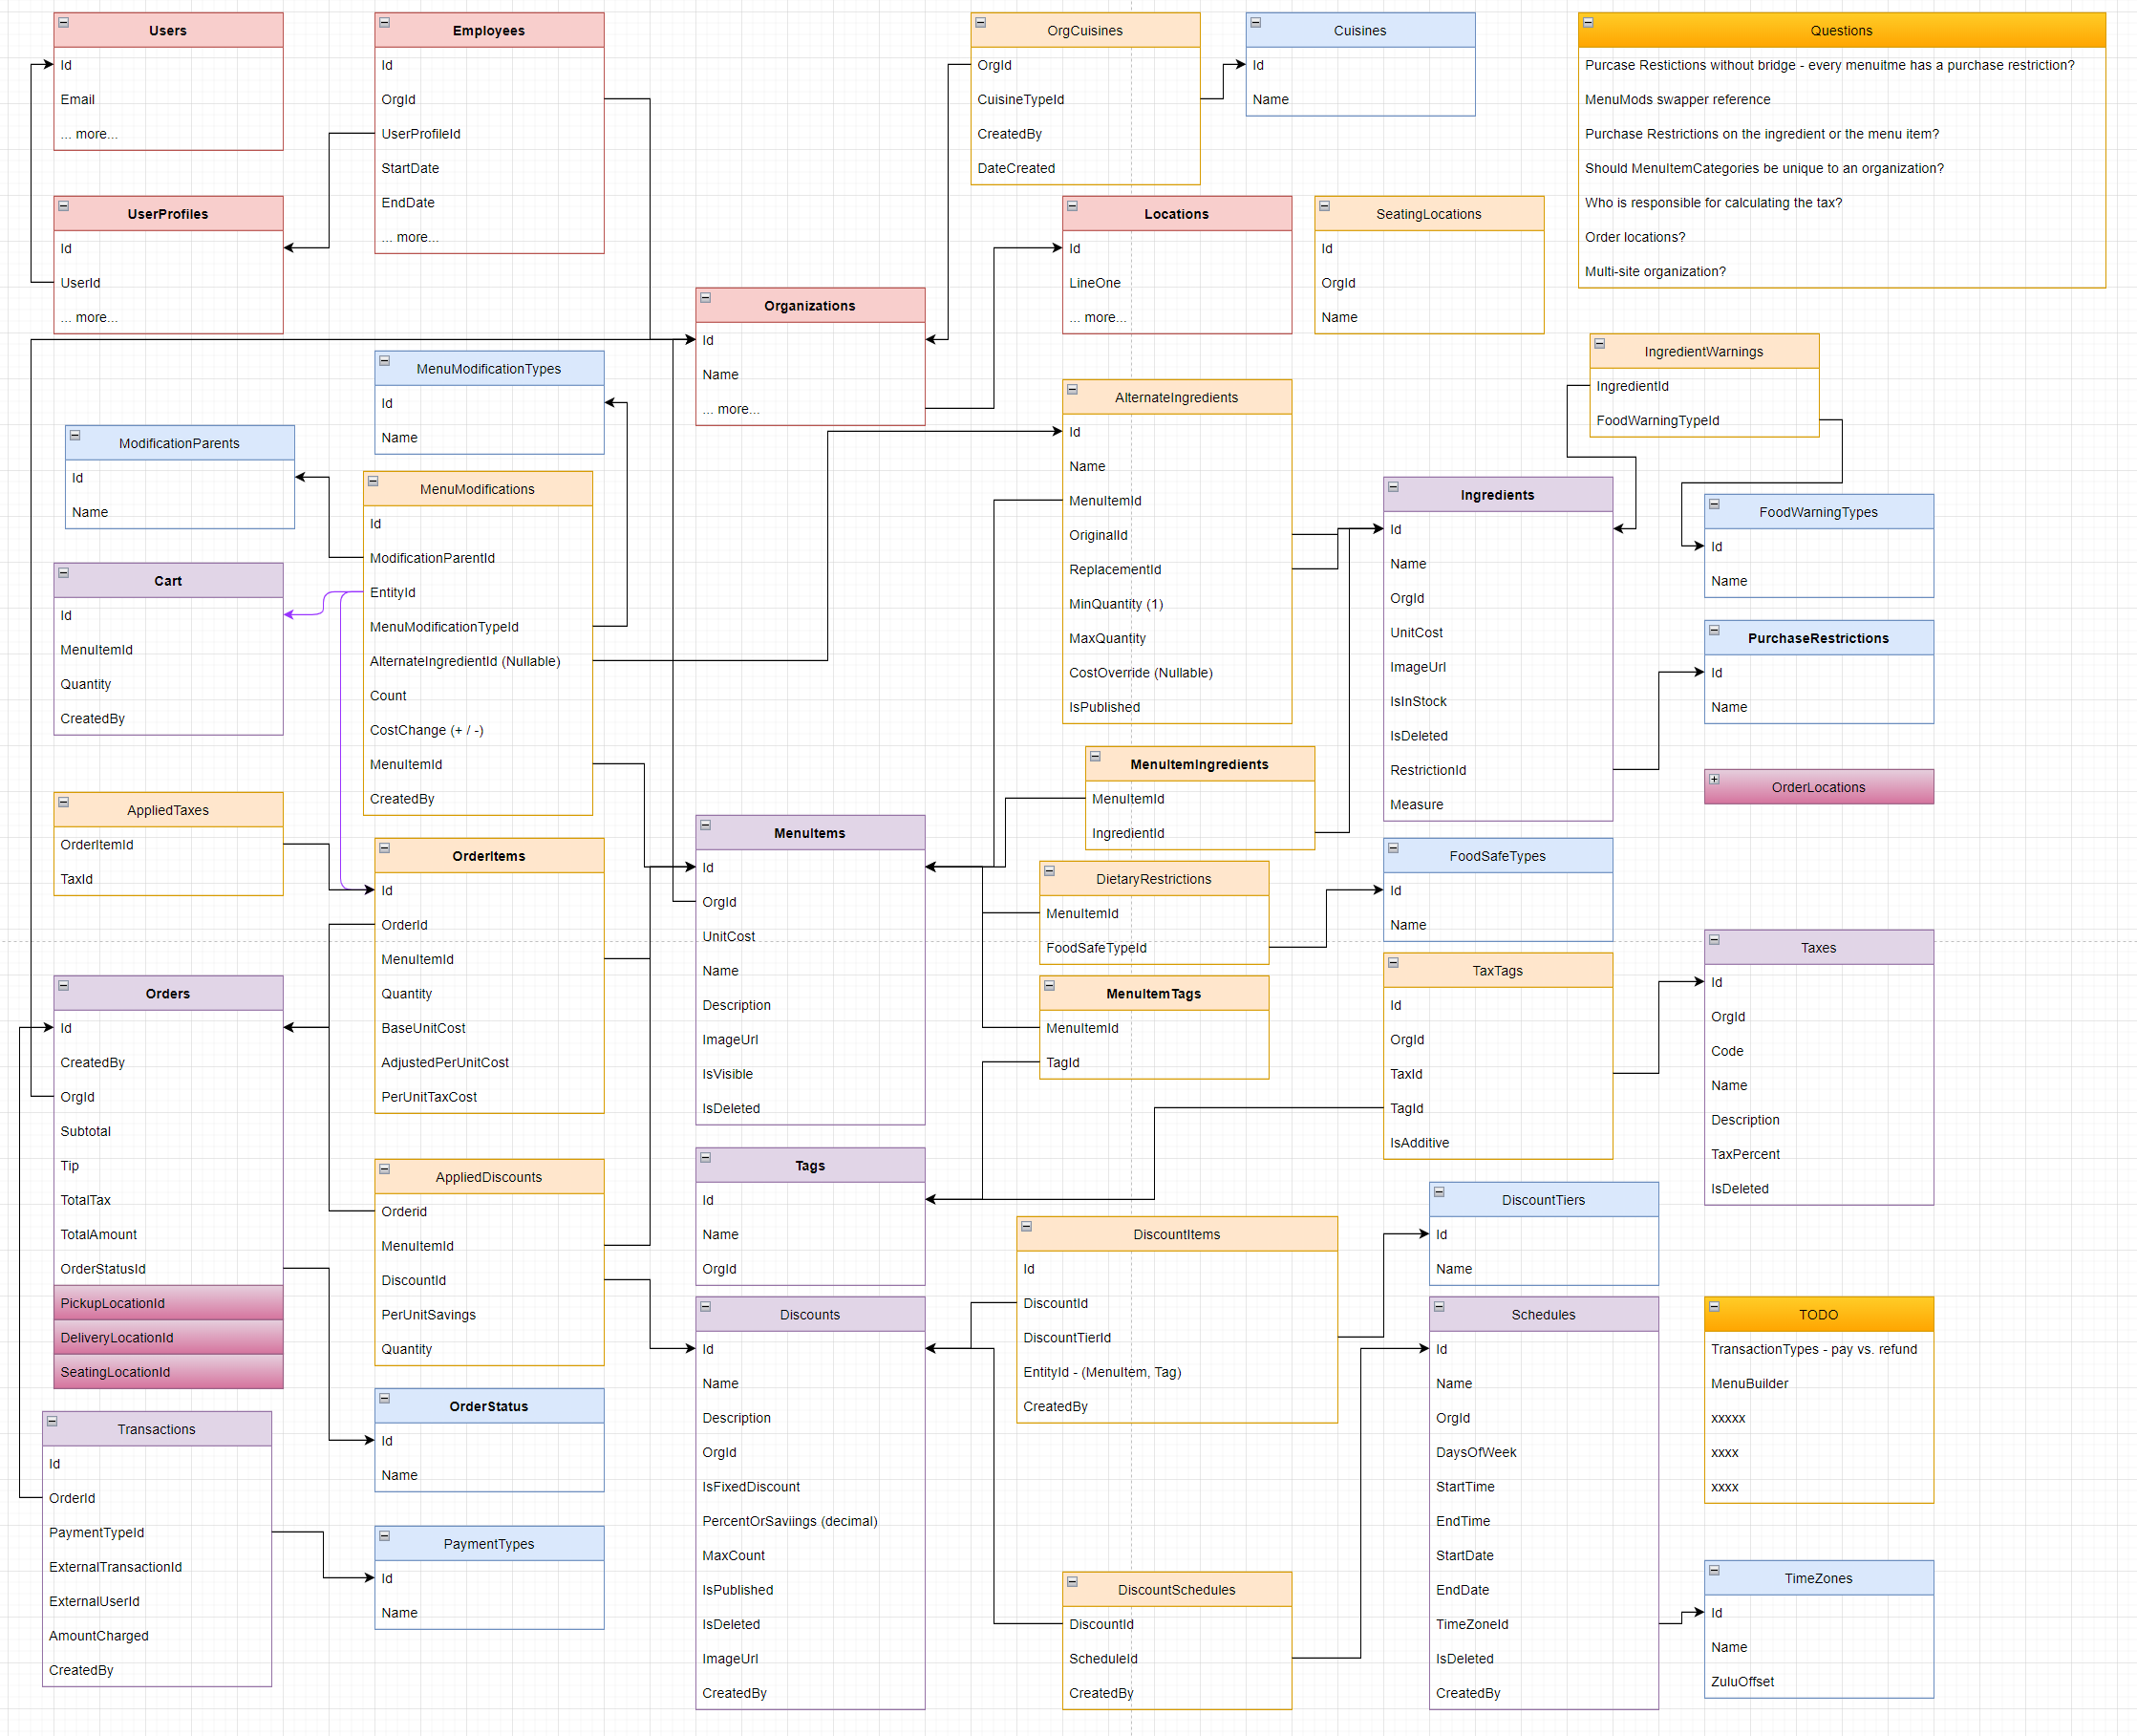 Users
Id
Email
... more...
UserProfiles
Id
UserId
... more...
Employees
Id
OrgId
UserProfileId
StartDate
EndDate
... more...
OrgCuisines
OrgId
CuisineTypeId
CreatedBy
DateCreated
Cuisines
Id
Name
Questions
Purcase Restictions without bridge - every menuitme has a purchase restriction?
MenuMods swapper reference
Purchase Restrictions on the ingredient or the menu item?
Should MenuItemCategories be unique to an organization?
Who is responsible for calculating the tax?
Order locations?
Multi-site organization?
Organizations
Id
Name
... more...
Locations
Id
LineOne
... more...
SeatingLocations
Id
OrgId
Name
IngredientWarnings
IngredientId
FoodWarningTypeId
MenuModificationTypes
Id
Name
ModificationParents
Id
Name
MenuModifications
Id
ModificationParentId
EntityId
MenuModificationTypeId
AlternateIngredientId (Nullable)
Count
CostChange (+ / -)
MenuItemId
CreatedBy
Cart
Id
MenuItemId
Quantity
CreatedBy
AlternateIngredients
Id
Name
MenuItemId
OriginalId
ReplacementId
MinQuantity (1)
MaxQuantity
CostOverride (Nullable)
IsPublished
Ingredients
Id
Name
OrgId
UnitCost
ImageUrl
IsInStock
IsDeleted
RestrictionId
Measure
FoodWarningTypes
Id
Name
PurchaseRestrictions
Id
Name
OrderLocations
AppliedTaxes
OrderItemId
TaxId
OrderItems
Id
OrderId
MenuItemId
Quantity
BaseUnitCost
AdjustedPerUnitCost
PerUnitTaxCost
MenuItems
Id
OrgId
UnitCost
Name
Description
ImageUrl
IsVisible
IsDeleted
MenuItemIngredients
MenuItemId
IngredientId
DietaryRestrictions
MenuItemId
FoodSafeTypeId
MenuItemTags
MenuItemId
TagId
FoodSafeTypes
Id
Name
TaxTags
Id
OrgId
TaxId
TagId
IsAdditive
Taxes
Id
OrgId
Code
Name
Description
TaxPercent
IsDeleted
Orders
Id
CreatedBy
OrgId
Subtotal
Tip
TotalTax
TotalAmount
OrderStatusId
PickupLocationId
DeliveryLocationId
SeatingLocationId
AppliedDiscounts
Orderid
MenuItemId
DiscountId
PerUnitSavings
Quantity
Tags
Id
Name
OrgId
DiscountItems
Id
DiscountId
DiscountTierId
EntityId - (MenuItem, Tag)
CreatedBy
DiscountTiers
Id
Name
Discounts
Id
Name
Description
OrgId
IsFixedDiscount
PercentOrSaviings (decimal)
MaxCount
IsPublished
IsDeleted
ImageUrl
CreatedBy
Schedules
Id
Name
OrgId
DaysOfWeek
StartTime
EndTime
StartDate
EndDate
TimeZoneId
IsDeleted
CreatedBy
TODO
TransactionTypes - pay vs. refund
MenuBuilder
xxxxx
xxxx
xxxx
OrderStatus
Id
Name
Transactions
Id
OrderId
PaymentTypeId
ExternalTransactionId
ExternalUserId
AmountCharged
CreatedBy
PaymentTypes
Id
Name
DiscountSchedules
DiscountId
ScheduleId
CreatedBy
TimeZones
Id
Name
ZuluOffset